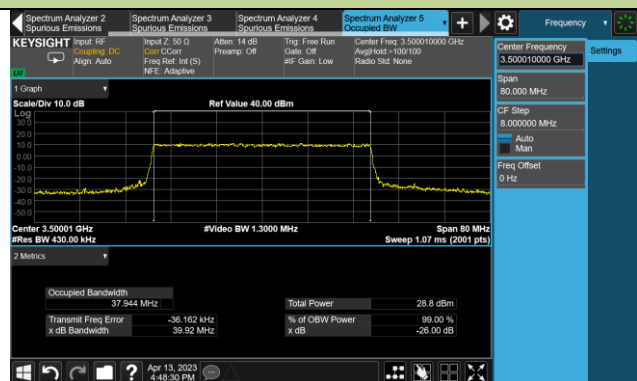 Spectrum Analyzer 2
Spurious Emissions
Spectrum Analyzer 3
Spurious Emissions
Spectrum Analyzer 4
Spurious Emissions
Spectrum Analyzer 5
Occupied BW
Frequency
KEYSIGHT
Input: RF
Coupling: DC
Align: Auto
Input Z: 50 Ω
Corr CCorr
Freq Ref: Int (S)
NFE: Adaptive
Atten: 14 dB
Preamp: Off
Trig: Free Run
Gate: Off
#IF Gain: Low
Center Freq: 3.500010000 GHz
Avg|Hold:>100/100
Radio Std: None
LXI
1 Graph
Scale/Div 10.0 dB
Ref Value 40.00 dBm
Log
30.0
20.0
10.0
0.00
-10.0
-20.0
-30.0
-40.0
-50.0
Center 3.50001 GHz
#Res BW 430.00 kHz
#Video BW 1.3000 MHz
Span 80 MHz
Sweep 1.07 ms (2001 pts)
2 Metrics
Occupied Bandwidth
37.944 MHz
Total Power 28.8 dBm
Transmit Freq Error -36.162 kHz
% of OBW Power 99.00 %
x dB Bandwidth 39.92 MHz
x dB -26.00 dB
Apr 13, 2023
4:48:30 PM
Center Frequency
3.500010000 GHz
Settings
Span
80.000 MHz
CF Step
8.000000 MHz
Auto
Man
Freq Offset
0 Hz